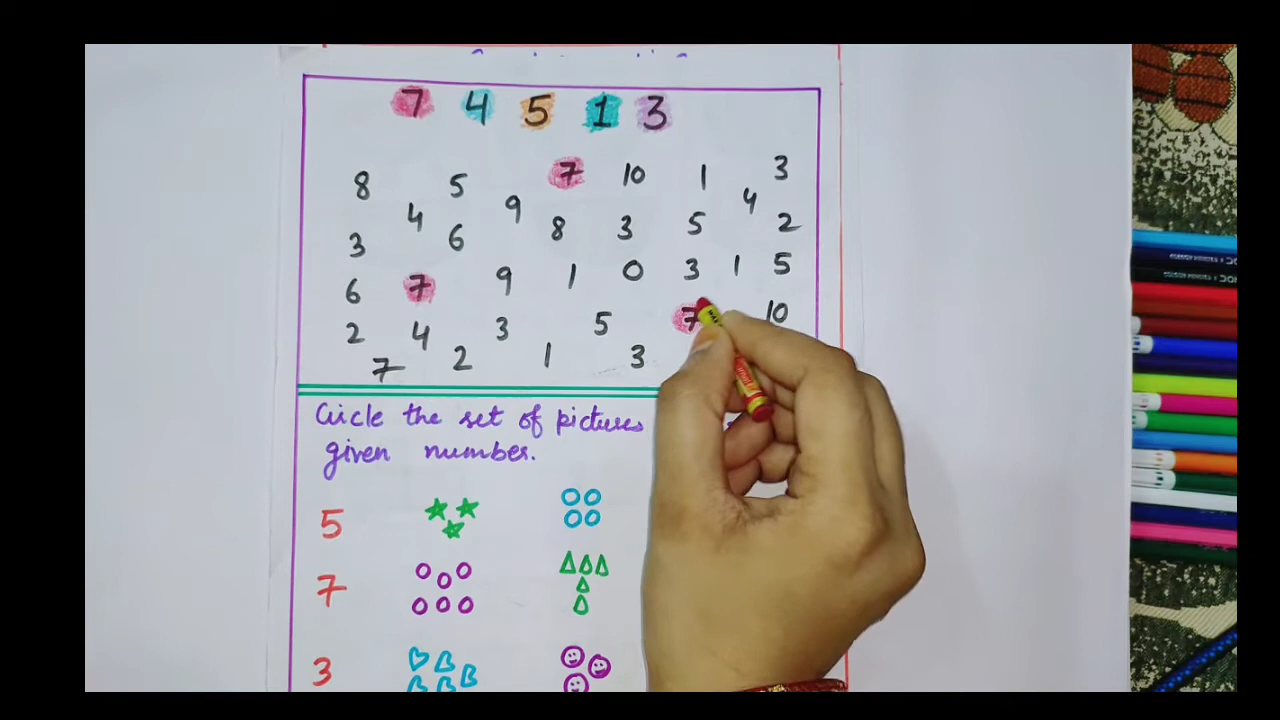 7 4 5 1 3
8 5 7 10 1 3
4 9 4
3 6 8 3 5 2
6 7 9 1 0 3 1 5
2 4 3 5 7 10
7 2 1 3
Circle the set of pictures
given number.
5
7
3